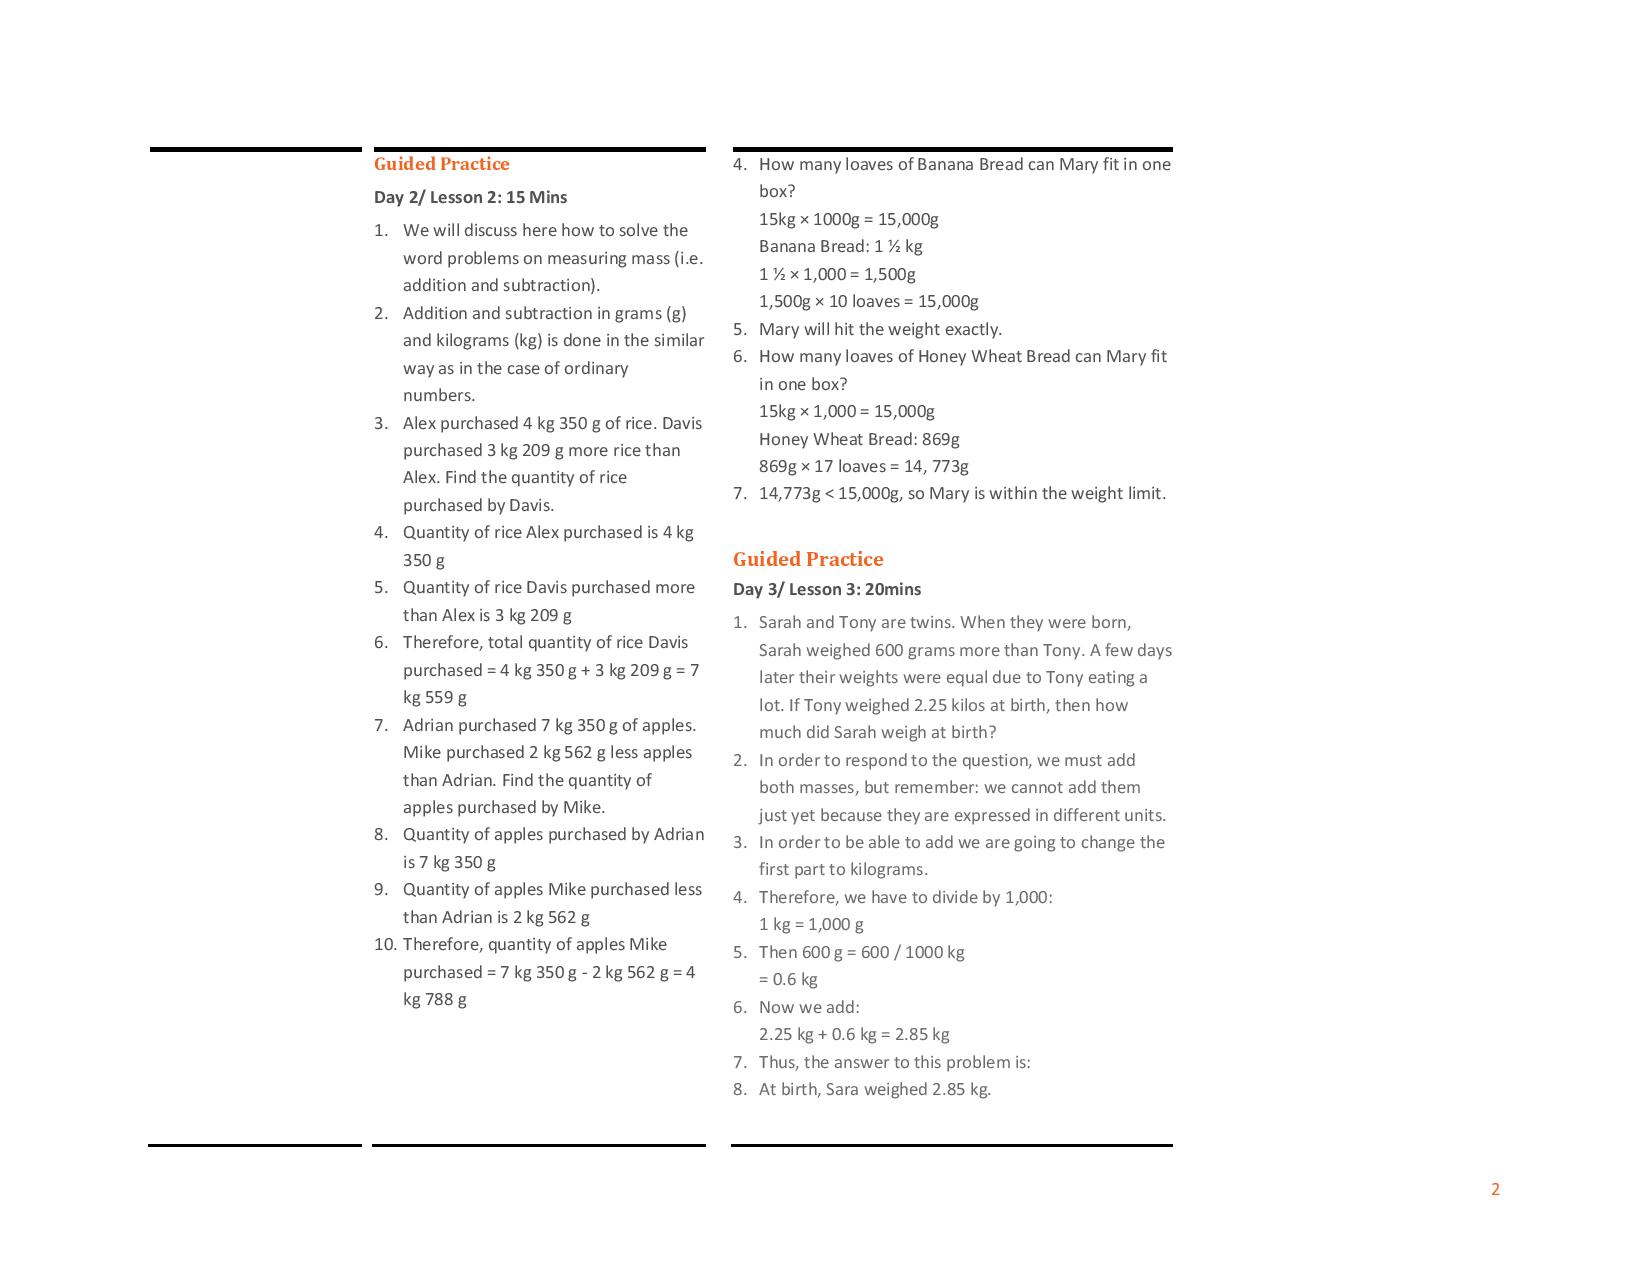 Guided Practice
Day 2/ Lesson 2: 15 Mins
1. We will discuss here how to solve the
word problems on measuring mass (i.e.
addition and subtraction).
2. Addition and subtraction in grams (g)
and kilograms (kg) is done in the similar
way as in the case of ordinary
numbers.
3. Alex purchased 4 kg 350 g of rice. Davis
purchased 3 kg 209 g more rice than
Alex. Find the quantity of rice
purchased by Davis.
4. Quantity of rice Alex purchased is 4 kg
350 g
5. Quantity of rice Davis purchased more
than Alex is 3 kg 209 g
6. Therefore, total quantity of rice Davis
purchased = 4 kg 350 g + 3 kg 209 g = 7
kg 559 g
7. Adrian purchased 7 kg 350 g of apples.
Mike purchased 2 kg 562 g less apples
than Adrian. Find the quantity of
apples purchased by Mike.
8. Quantity of apples purchased by Adrian
is 7 kg 350 g
9. Quantity of apples Mike purchased less
than Adrian is 2 kg 562 g
10. Therefore, quantity of apples Mike
purchased = 7 kg 350 g - 2 kg 562 g = 4
kg 788 g
4. How many loaves of Banana Bread can Mary fit in one
box?
15kg × 1000g = 15,000g
Banana Bread: 1 ½ kg
1 ½ × 1,000 = 1,500g
1,500g × 10 loaves = 15,000g
5. Mary will hit the weight exactly.
6. How many loaves of Honey Wheat Bread can Mary fit
in one box?
15kg × 1,000 = 15,000g
Honey Wheat Bread: 869g
869g × 17 loaves = 14, 773g
7. 14,773g < 15,000g, so Mary is within the weight limit.
Guided Practice
Day 3/ Lesson 3: 20mins
1. Sarah and Tony are twins. When they were born,
Sarah weighed 600 grams more than Tony. A few days
later their weights were equal due to Tony eating a
lot. If Tony weighed 2.25 kilos at birth, then how
much did Sarah weigh at birth?
2. In order to respond to the question, we must add
both masses, but remember: we cannot add them
just yet because they are expressed in different units.
3. In order to be able to add we are going to change the
first part to kilograms.
4. Therefore, we have to divide by 1,000:
1 kg = 1,000 g
5. Then 600 g = 600 / 1000 kg
= 0.6 kg
6. Now we add:
2.25 kg + 0.6 kg = 2.85 kg
7. Thus, the answer to this problem is:
8. At birth, Sara weighed 2.85 kg.
2